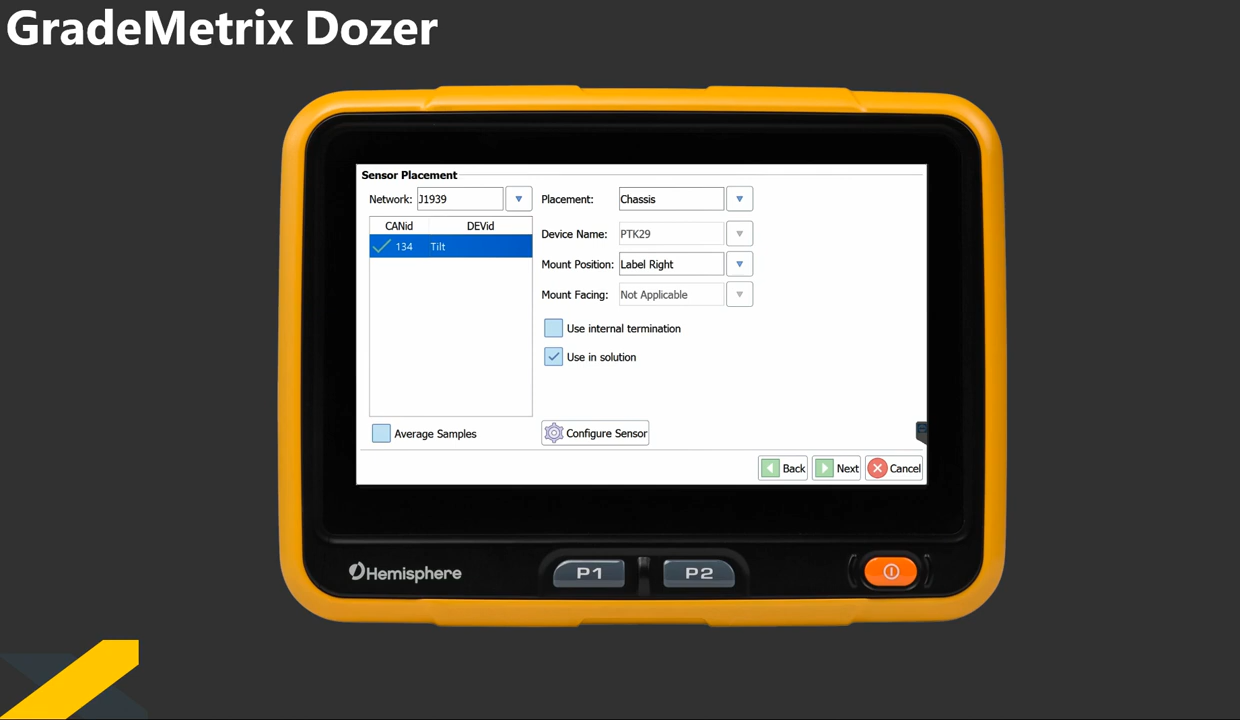 GradeMetrix Dozer
Sensor Placement
Network: J1939
Placement: Chassis
CANid DEVid
134 Tilt
Device Name: PTK29
Mount Position: Label Right
Mount Facing: Not Applicable
Use internal termination
Use in solution
Average Samples
Configure Sensor
Back Next Cancel
Hemisphere
P1 P2